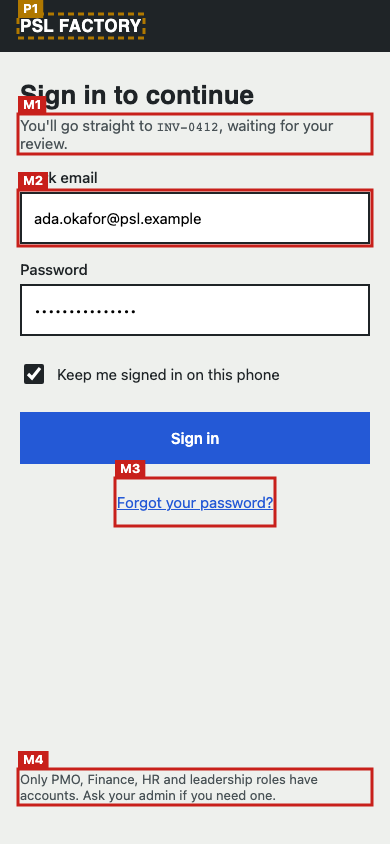 P1
PSL FACTORY
Sign in to continue
M1
You'll go straight to INV-0412, waiting for your
review.
M2
k email
ada.okafor@psl.example
Password
•••••••••••••••
Keep me signed in on this phone
Sign in
M3
Forgot your password?
M4
Only PMO, Finance, HR and leadership roles have
accounts. Ask your admin if you need one.